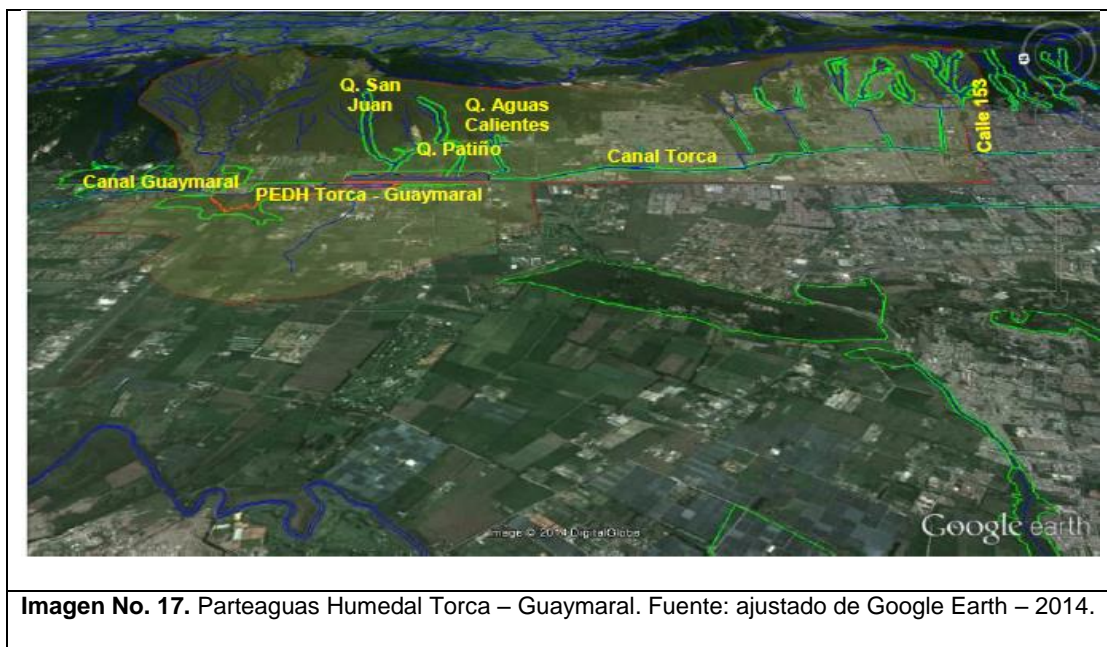 Q. San
Juan
Q. Aguas
Calientes
Q. Patiño
Calle 153
Canal Torca
Canal Guaymaral
PEDH Torca - Guaymaral
Image © 2014 DigitalGlobe
Google earth
Imagen No. 17. Parteaguas Humedal Torca – Guaymaral. Fuente: ajustado de Google Earth – 2014.